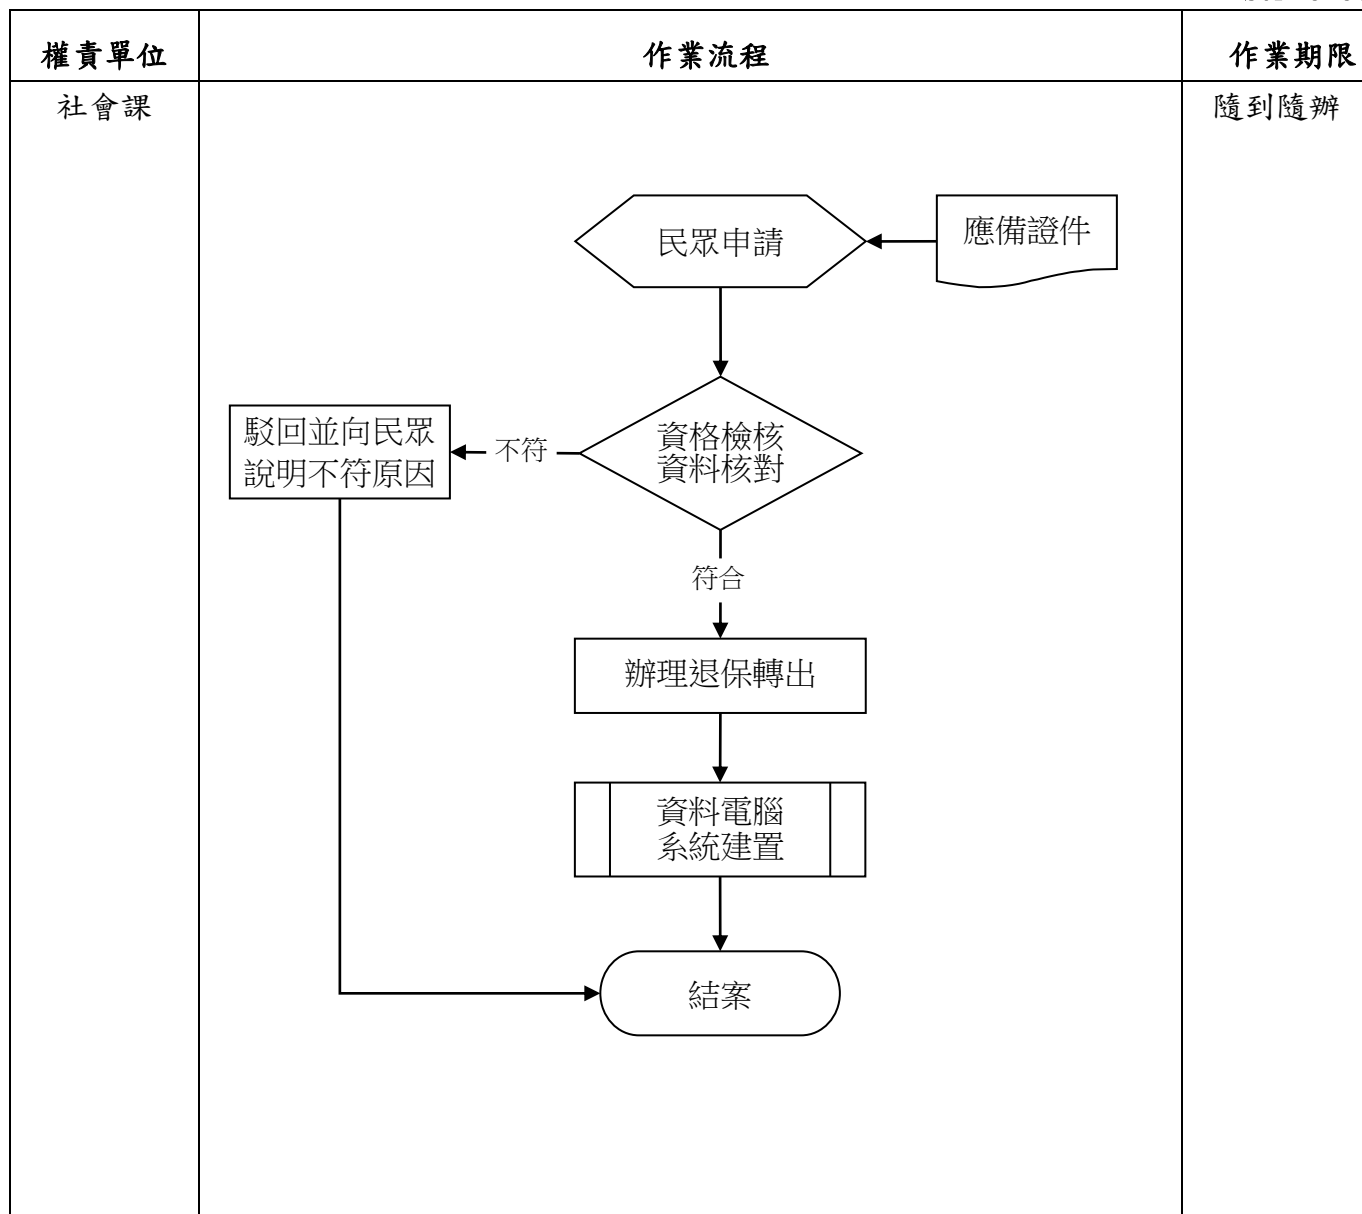 權責單位
作業流程
作業期限
社會課
隨到隨辦
民眾申請
應備證件
資格檢核
資料核對
不符
駁回並向民眾
說明不符原因
符合
辦理退保轉出
資料電腦
系統建置
結案